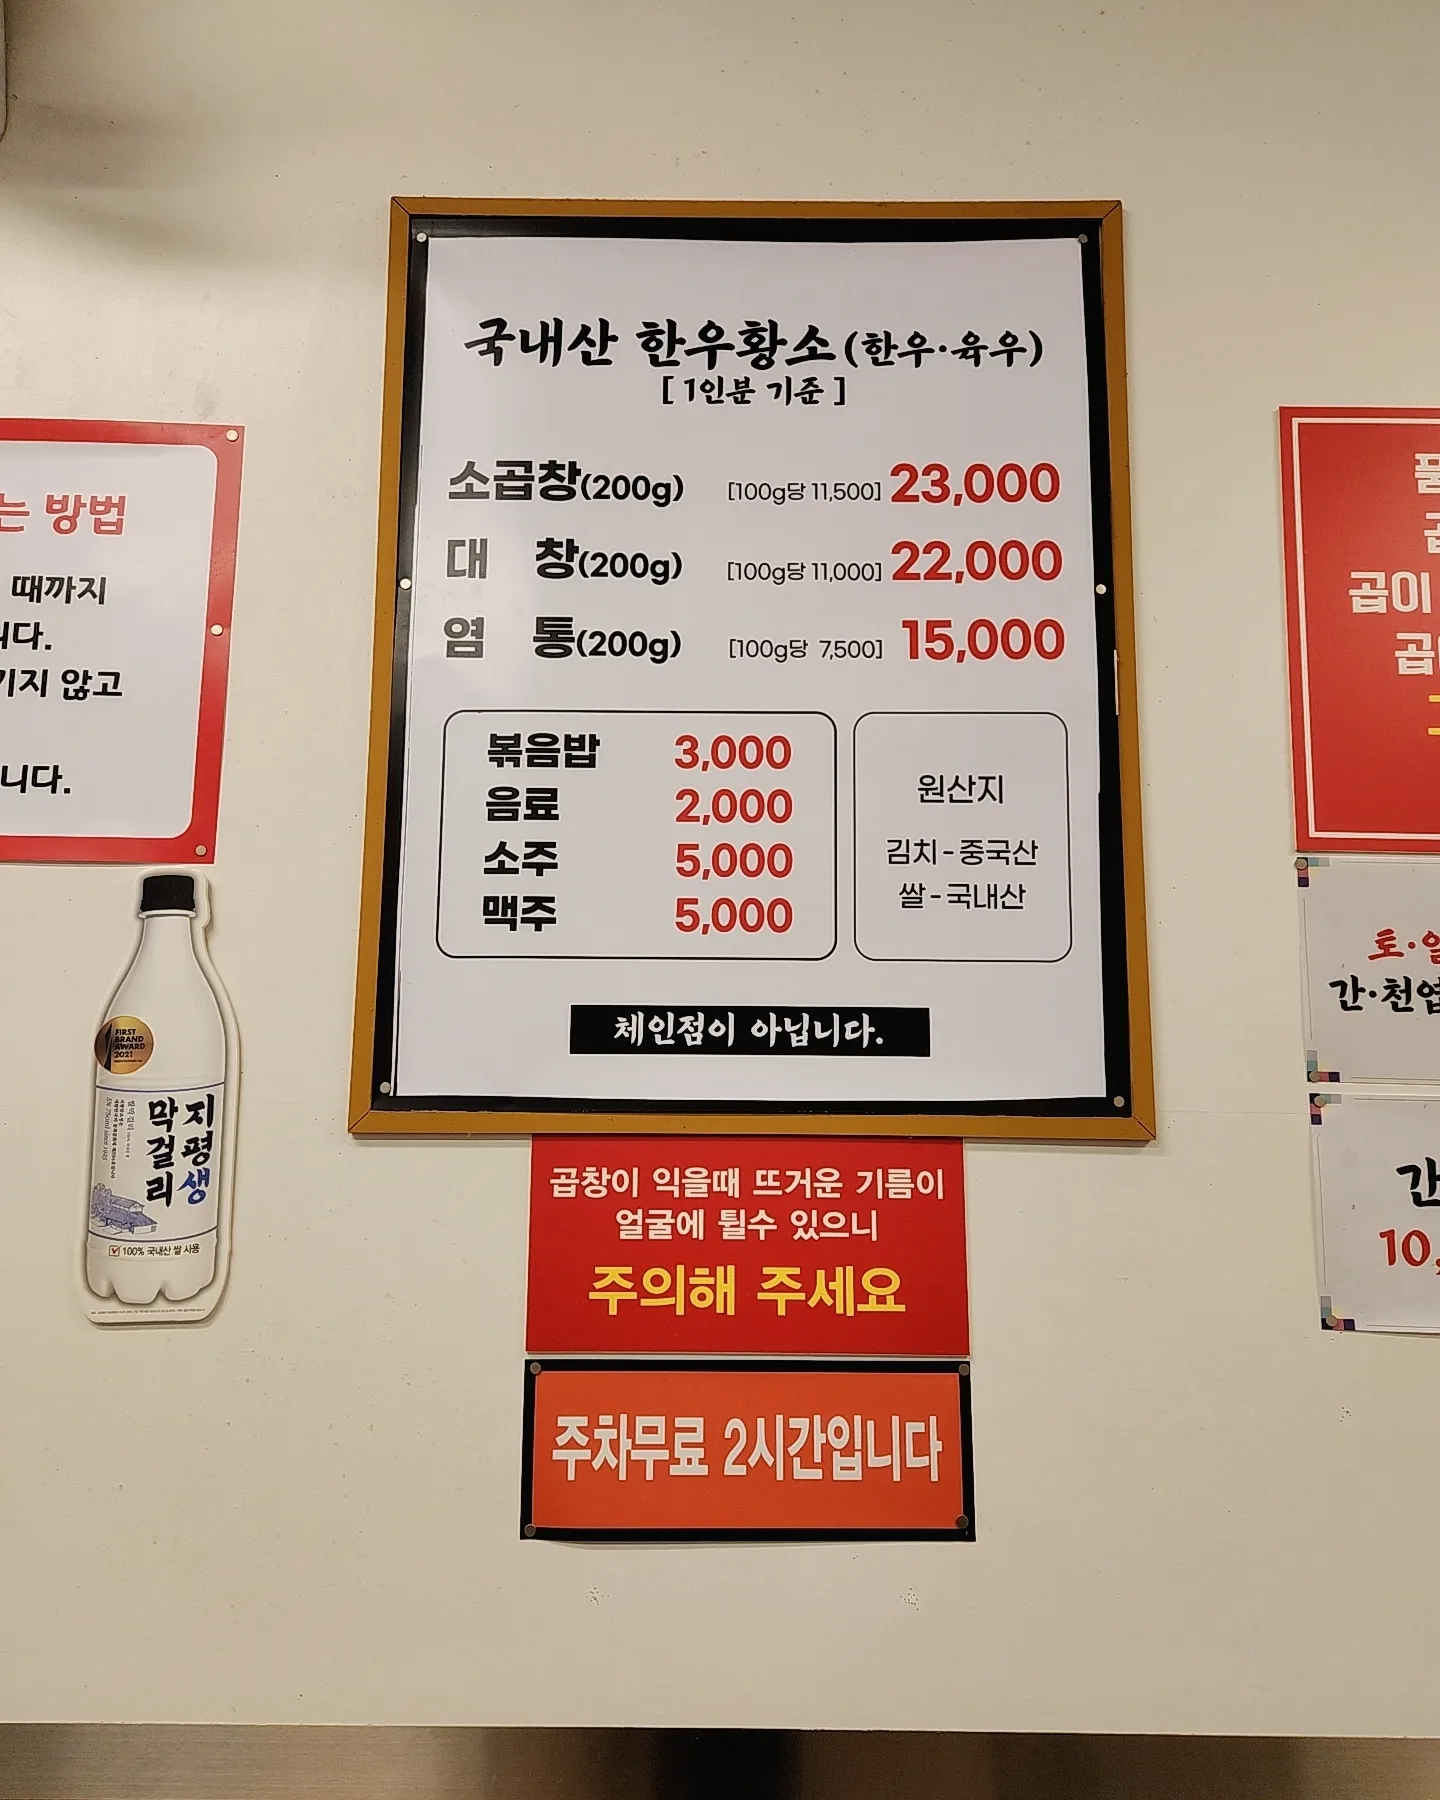 국내산 한우황소(한우·육우)
[ 1인분 기준 ]
소곱창(200g) [100g당 11,500] 23,000
대 창(200g) [100g당 11,000] 22,000
염 통(200g) [100g당 7,500] 15,000
볶음밥 3,000
음료 2,000
소주 5,000
맥주 5,000
원산지
김치-중국산
쌀-국내산
체인점이 아닙니다.
곱창이 익을때 뜨거운 기름이
얼굴에 튈수 있으니
주의해 주세요
주차무료 2시간입니다
는 방법
때까지
니다.
기지 않고
니다.
FIRST
BRAND
AWARD
2021
지평생
막걸리
100% 국내산 쌀 사용
곱이
토·일
간·천엽
간
10,